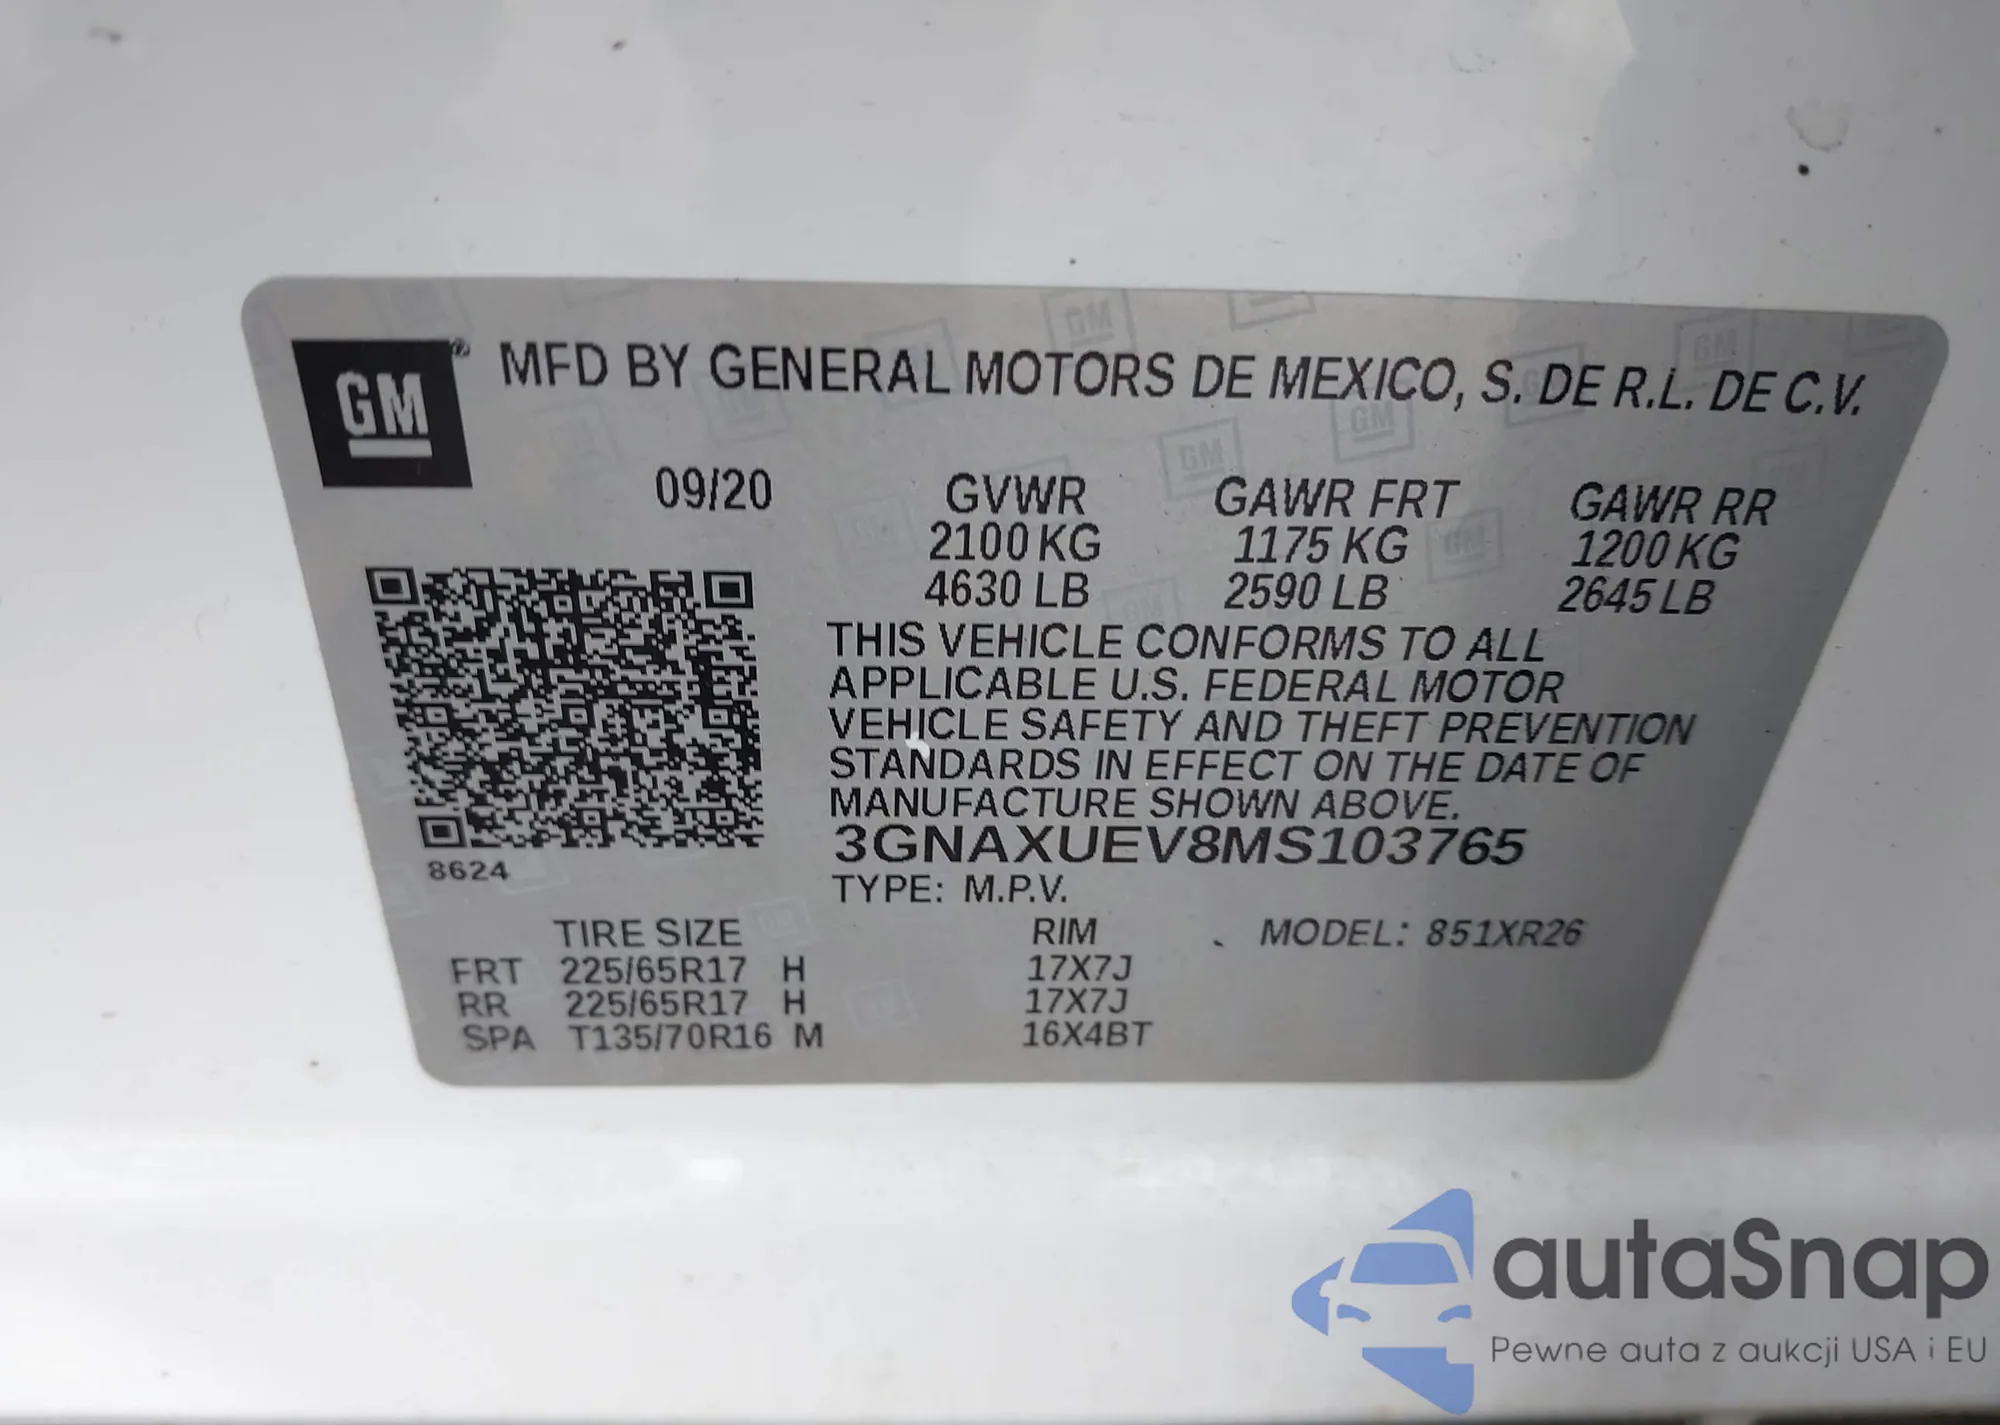 GM® MFD BY GENERAL MOTORS DE MEXICO, S. DE R.L. DE C.V.
09/20 GVWR GAWR FRT GAWR RR
2100 KG 1175 KG 1200 KG
4630 LB 2590 LB 2645 LB
THIS VEHICLE CONFORMS TO ALL
APPLICABLE U.S. FEDERAL MOTOR
VEHICLE SAFETY AND THEFT PREVENTION
STANDARDS IN EFFECT ON THE DATE OF
MANUFACTURE SHOWN ABOVE.
3GNAXUEV8MS103765
8624
TYPE: M.P.V.
TIRE SIZE RIM MODEL: 851XR26
FRT 225/65R17 H 17X7J
RR 225/65R17 H 17X7J
SPA T135/70R16 M 16X4BT
autoSnap
Pewne auta z aukcji USA i EU